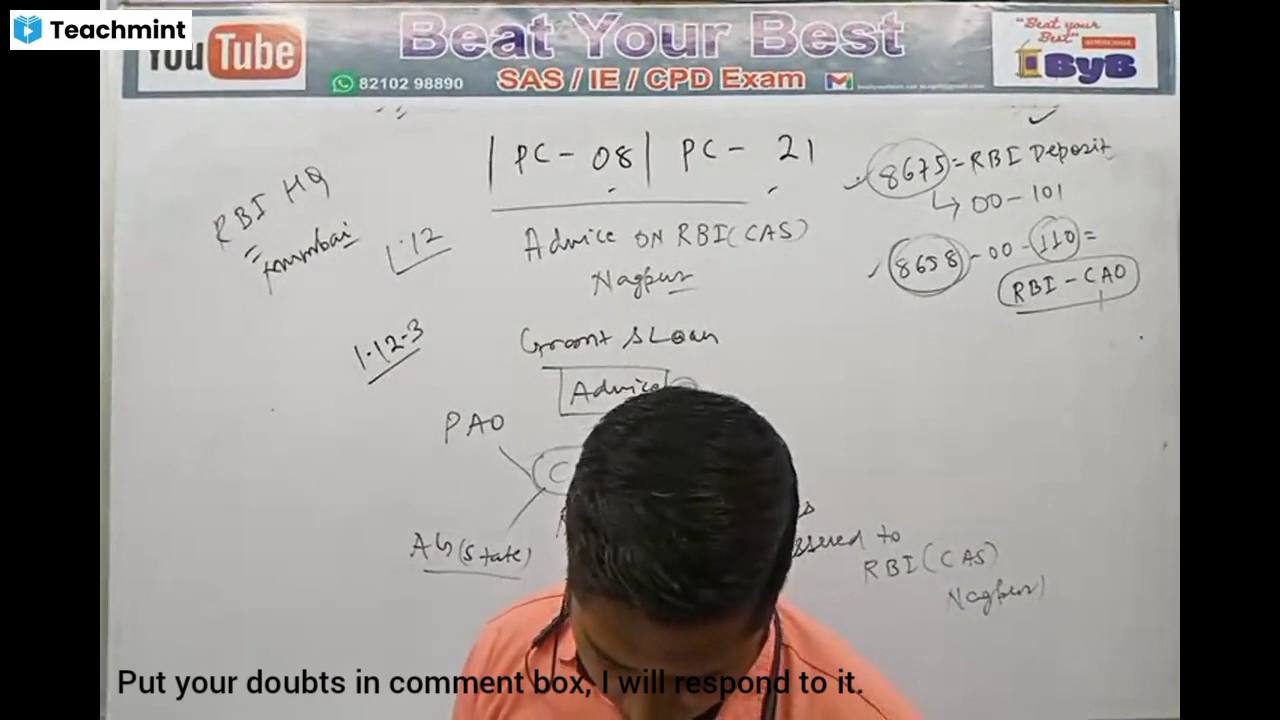 Teachmint
YouTube
Beat Your Best
82102 98890
SAS / IE / CPD Exam
"Beat your
Best"
ByB
PC - 08 | PC - 21
Advice on RBI (CAS)
Nagpur
RBI HQ
1.12
1.12.3
Grant & Loan
Advice
PAO
AG (State)
8675 = RBI Deposit
00-101
8658 - 00 - 110 =
RBI - CAO
to
RBI (CAS)
Nagpur
Put your doubts in comment box, I will respond to it.